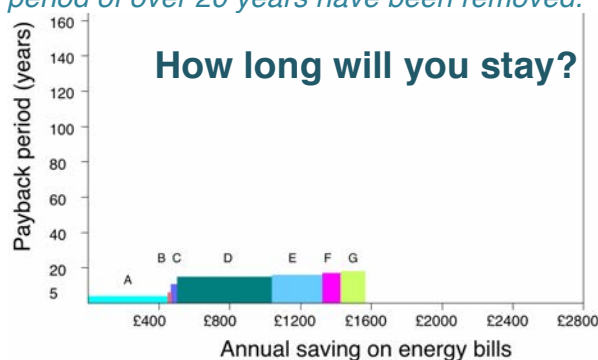 period of over 20 years have been removed.
How long will you stay?
Payback period (years)
160
140
120
100
80
60
40
20
5
A
B C
D
E
F
G
£400 £800 £1200 £1600 £2000 £2400 £2800
Annual saving on energy bills